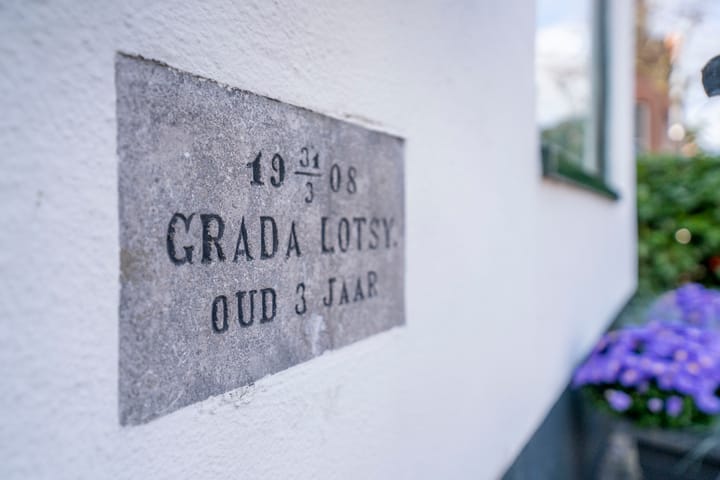 19 31/3 08
GRADA LOTSY.
OUD 3 JAAR